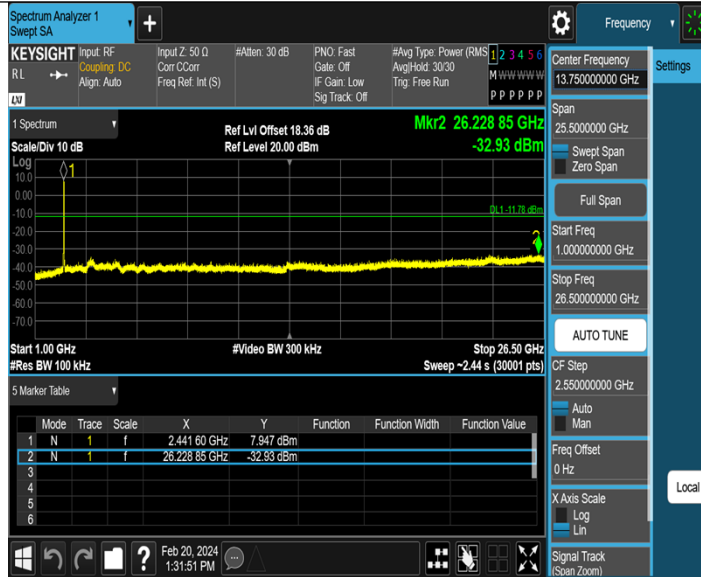 Spectrum Analyzer 1
Swept SA
+
Frequency
KEYSIGHT
RL
LXI
Input: RF
Coupling: DC
Align: Auto
Input Z: 50 Ω
Corr CCorr
Freq Ref: Int (S)
#Atten: 30 dB
PNO: Fast
Gate: Off
IF Gain: Low
Sig Track: Off
#Avg Type: Power (RMS
Avg|Hold: 30/30
Trig: Free Run
1 2 3 4 5 6
M W W W W W
P P P P P P
1 Spectrum
Scale/Div 10 dB
Ref Lvl Offset 18.36 dB
Ref Level 20.00 dBm
Mkr2 26.228 85 GHz
-32.93 dBm
Log
10.0
0.00
-10.0
-20.0
-30.0
-40.0
-50.0
-60.0
-70.0
1
DL1 -11.78 dBm
2
Start 1.00 GHz
#Res BW 100 kHz
#Video BW 300 kHz
Stop 26.50 GHz
Sweep ~2.44 s (30001 pts)
5 Marker Table
Mode Trace Scale X Y Function Function Width Function Value
1 N 1 f 2.441 60 GHz 7.947 dBm
2 N 1 f 26.228 85 GHz -32.93 dBm
3
4
5
6
?
Feb 20, 2024
1:31:51 PM
Center Frequency
13.750000000 GHz
Span
25.5000000 GHz
Swept Span
Zero Span
Full Span
Start Freq
1.000000000 GHz
Stop Freq
26.500000000 GHz
AUTO TUNE
CF Step
2.550000000 GHz
Auto
Man
Freq Offset
0 Hz
X Axis Scale
Log
Lin
Signal Track
(Span Zoom)
Settings
Local